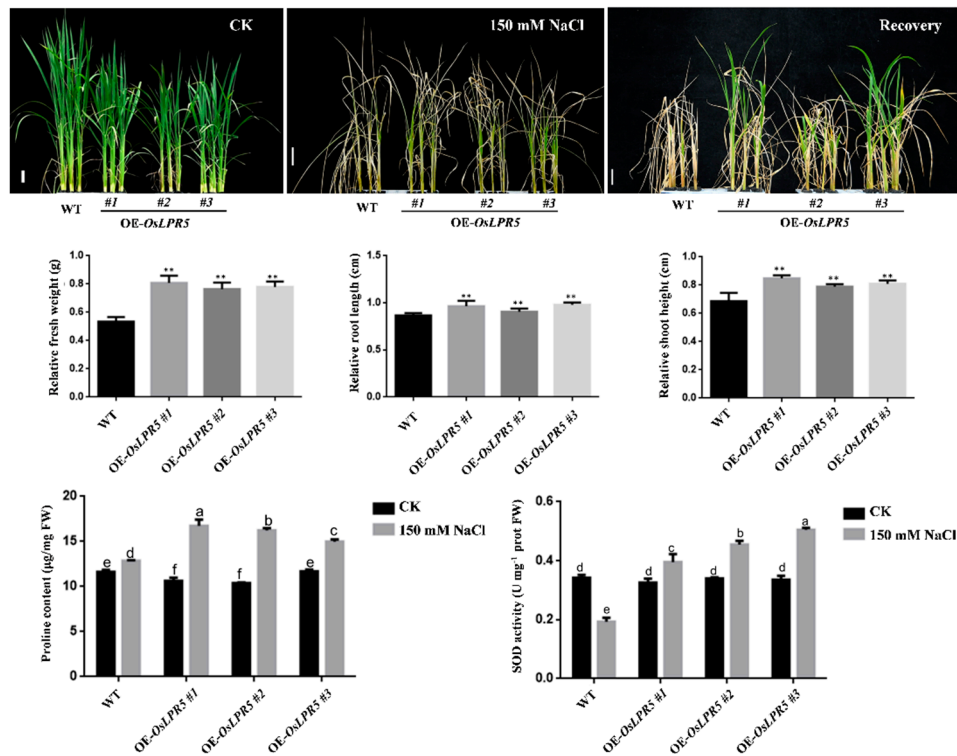 CK
150 mM NaCl
Recovery
WT #1 #2 #3
OE-OsLPR5
WT #1 #2 #3
OE-OsLPR5
WT #1 #2 #3
OE-OsLPR5
Relative fresh weight (g)
1.0
0.8
0.6
0.4
0.2
0.0
** ** **
WT
OE-OsLPR5 #1
OE-OsLPR5 #2
OE-OsLPR5 #3
Relative root length (cm)
1.5
1.0
0.5
0.0
** ** **
WT
OE-OsLPR5 #1
OE-OsLPR5 #2
OE-OsLPR5 #3
Relative shoot height (cm)
1.0
0.8
0.6
0.4
0.2
0.0
** ** **
WT
OE-OsLPR5 #1
OE-OsLPR5 #2
OE-OsLPR5 #3
Proline content (µg/mg FW)
20
15
10
5
0
e d f a f b e c
WT
OE-OsLPR5 #1
OE-OsLPR5 #2
OE-OsLPR5 #3
CK
150 mM NaCl
SOD activity (U mg-1 prot FW)
0.6
0.4
0.2
0.0
d e d c d b d a
WT
OE-OsLPR5 #1
OE-OsLPR5 #2
OE-OsLPR5 #3
CK
150 mM NaCl